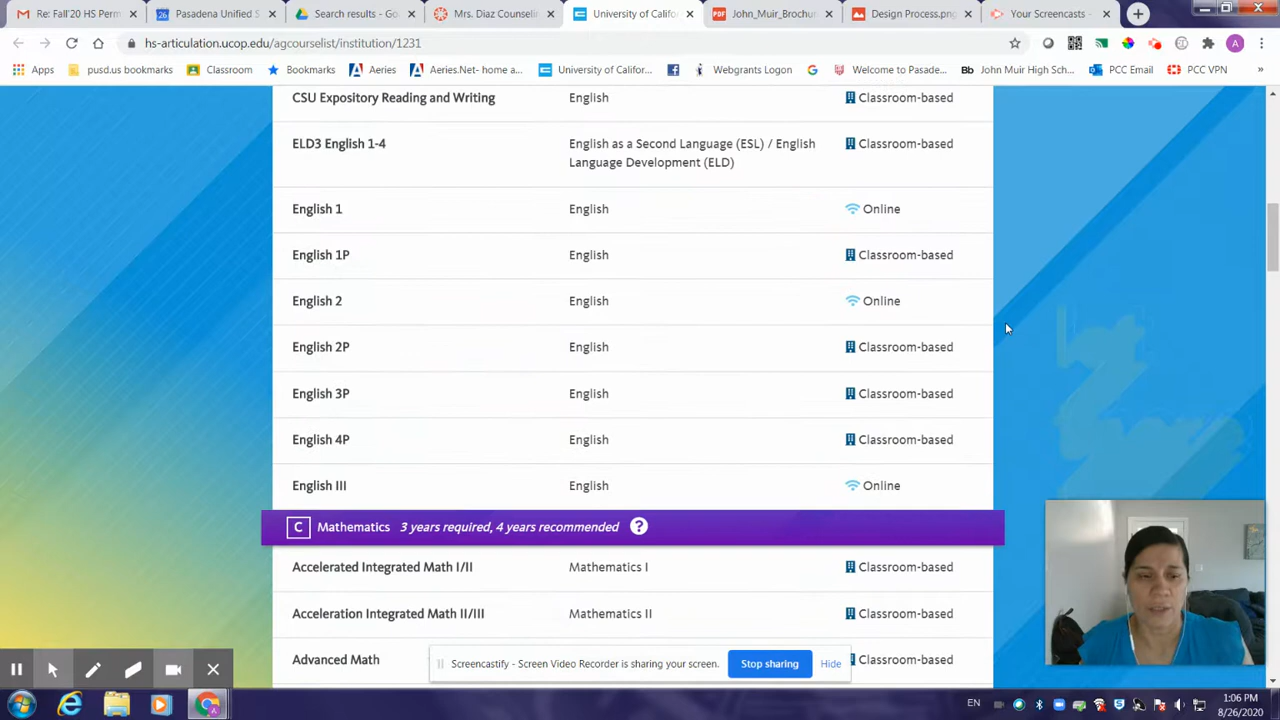 Re: Fall'20 HS Perm
26
Pasadena Unified S
Search results - Go
Mrs. Diaz, Counseli
University of Califo
PDF
John_Muir_Brochur
Design Process.png
Your Screencasts -
hs-articulation.ucop.edu/agcourselist/institution/1231
A
Apps
pusd.us bookmarks
Classroom
Bookmarks
Aeries
Aeries.Net- home a...
University of Califor...
Webgrants Logon
Welcome to Pasade...
Bb John Muir High Sch...
PCC Email
PCC VPN
CSU Expository Reading and Writing English Classroom-based
ELD3 English 1-4 English as a Second Language (ESL) / English Classroom-based
Language Development (ELD)
English 1 English Online
English 1P English Classroom-based
English 2 English Online
English 2P English Classroom-based
English 3P English Classroom-based
English 4P English Classroom-based
English III English Online
C Mathematics 3 years required, 4 years recommended ?
Accelerated Integrated Math I/II Mathematics I Classroom-based
Acceleration Integrated Math II/III Mathematics II Classroom-based
Advanced Math Classroom-based
Screencastify - Screen Video Recorder is sharing your screen. Stop sharing Hide
EN
1:06 PM
8/26/2020